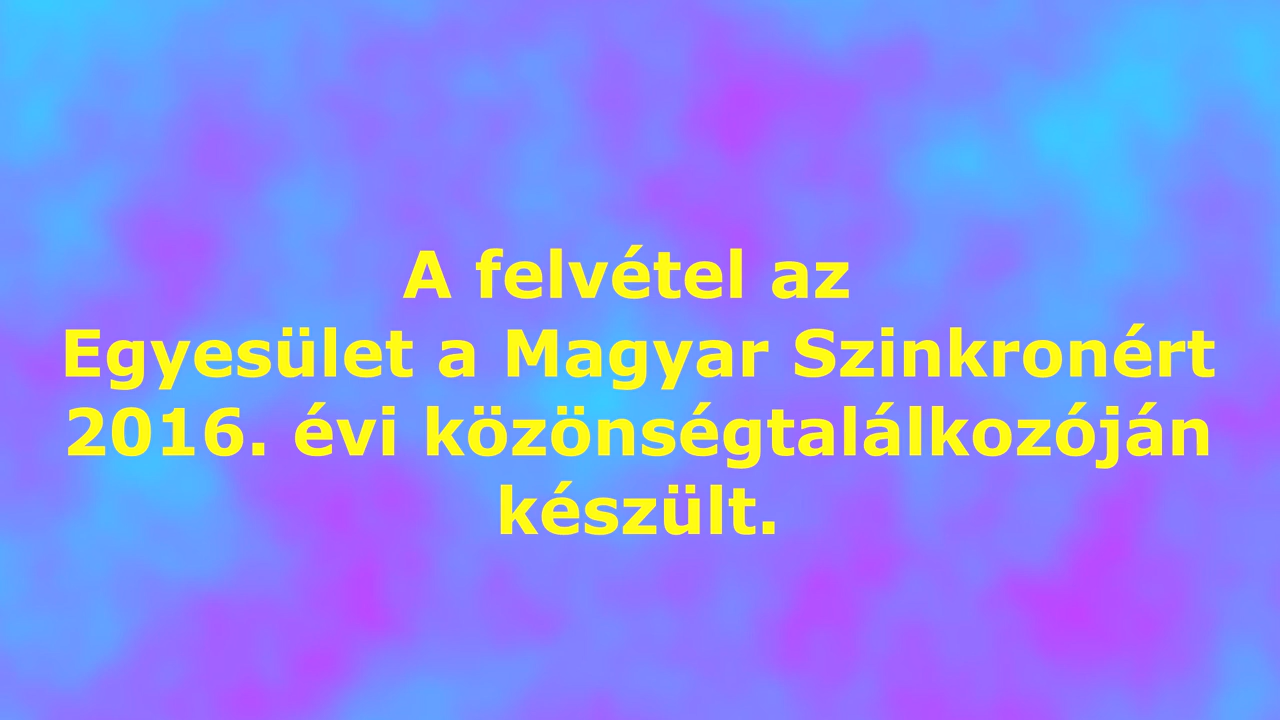 A felvétel az
Egyesület a Magyar Szinkronért
2016. évi közönségtalálkozóján
készült.